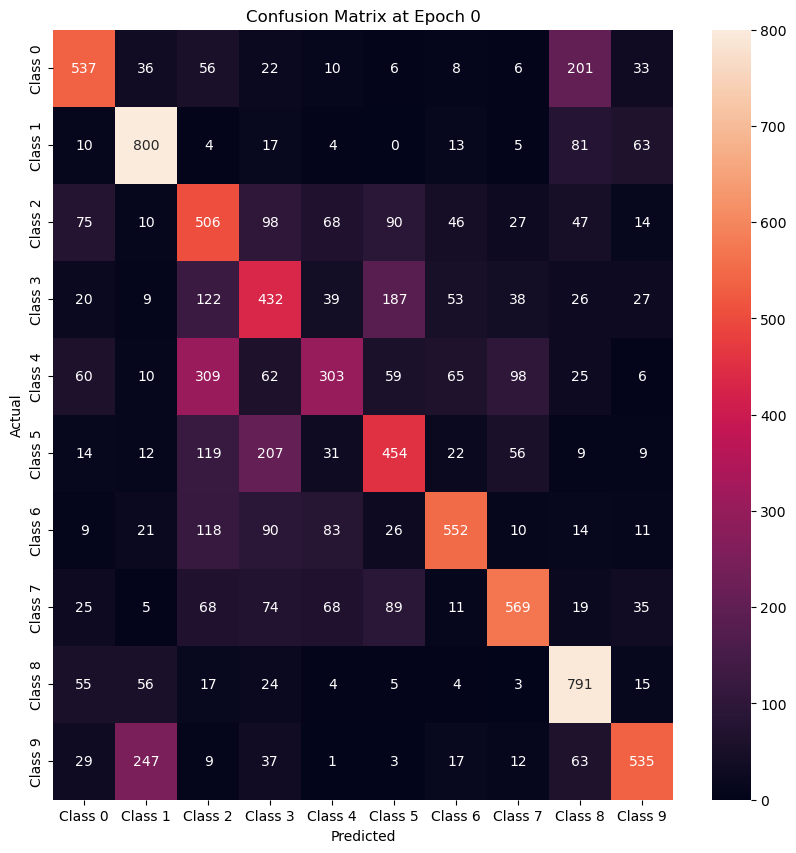 Confusion Matrix at Epoch 0
Class 0 537 36 56 22 10 6 8 6 201 33
Class 1 10 800 4 17 4 0 13 5 81 63
Class 2 75 10 506 98 68 90 46 27 47 14
Class 3 20 9 122 432 39 187 53 38 26 27
Class 4 60 10 309 62 303 59 65 98 25 6
Class 5 14 12 119 207 31 454 22 56 9 9
Class 6 9 21 118 90 83 26 552 10 14 11
Class 7 25 5 68 74 68 89 11 569 19 35
Class 8 55 56 17 24 4 5 4 3 791 15
Class 9 29 247 9 37 1 3 17 12 63 535
Class 0 Class 1 Class 2 Class 3 Class 4 Class 5 Class 6 Class 7 Class 8 Class 9
Predicted
Actual
800
700
600
500
400
300
200
100
0